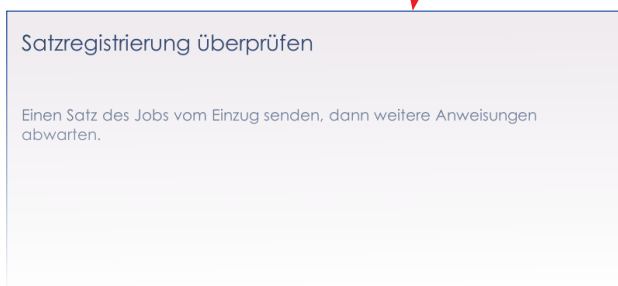 Satzregistrierung überprüfen
Einen Satz des Jobs vom Einzug senden, dann weitere Anweisungen
abwarten.